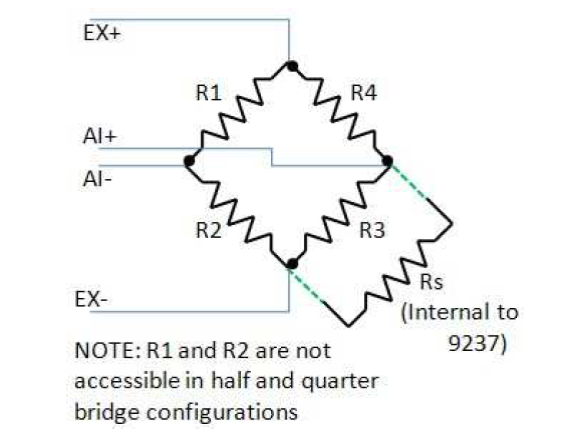 EX+
R1
R4
AI+
AI-
R2
R3
EX-
Rs
(Internal to
9237)
NOTE: R1 and R2 are not
accessible in half and quarter
bridge configurations